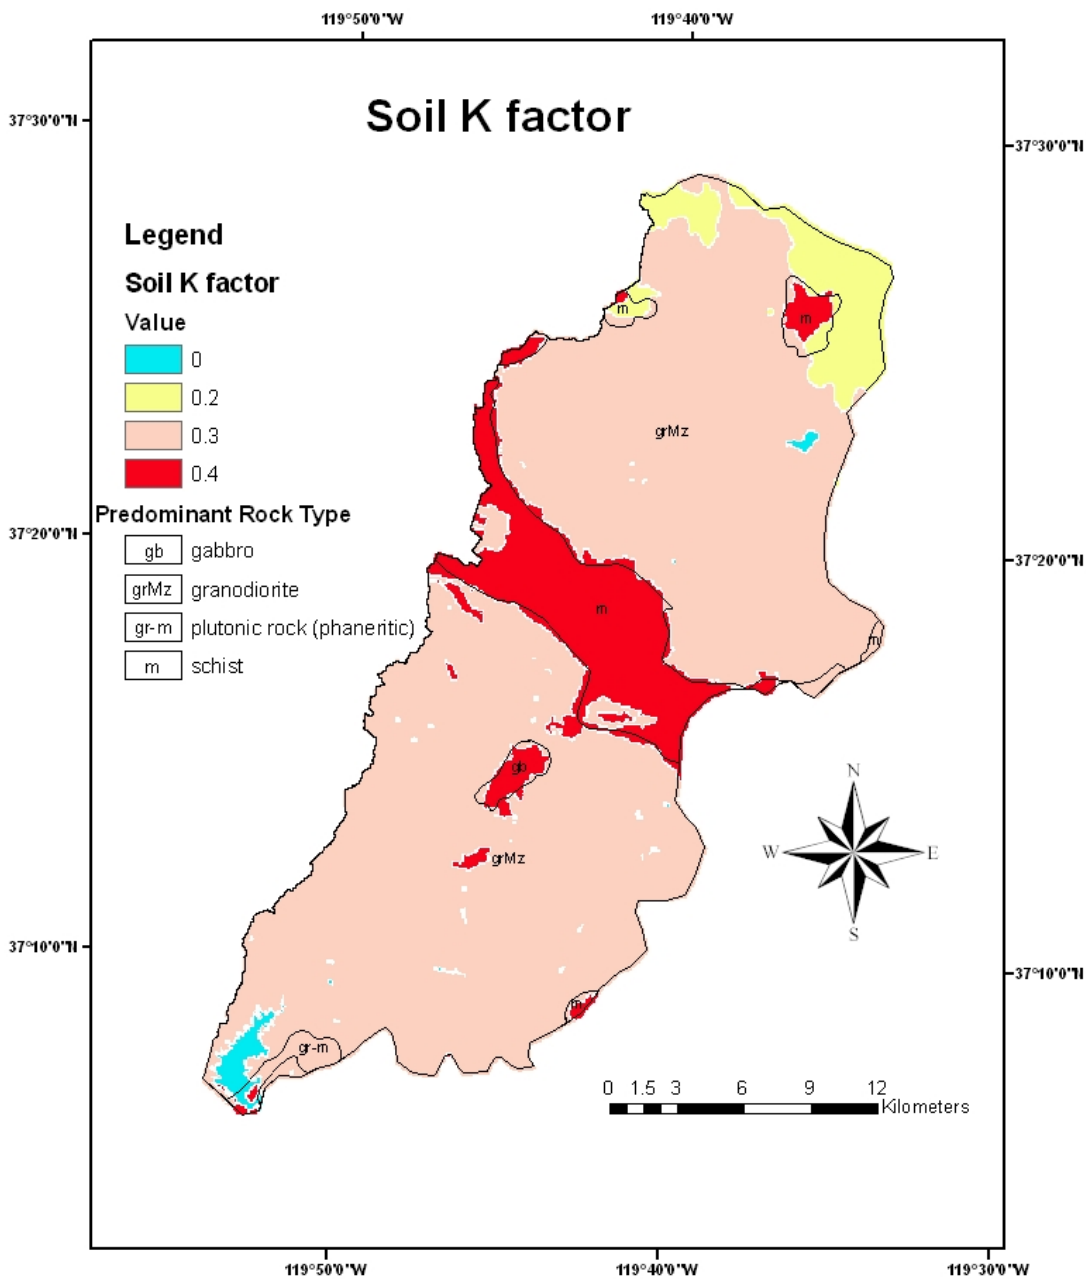 119°50'0"W 119°40'0"W
Soil K factor
37°30'0"N
37°30'0"N
Legend
Soil K factor
Value
0
0.2
0.3
0.4
Predominant Rock Type
gb gabbro
grMz granodiorite
gr-m plutonic rock (phaneritic)
m schist
m
m
grMz
37°20'0"N
37°20'0"N
m
m
gb
grMz
N
W E
S
37°10'0"N
37°10'0"N
m
gr-m
0 1.5 3 6 9 12
Kilometers
119°50'0"W 119°40'0"W 119°30'0"W